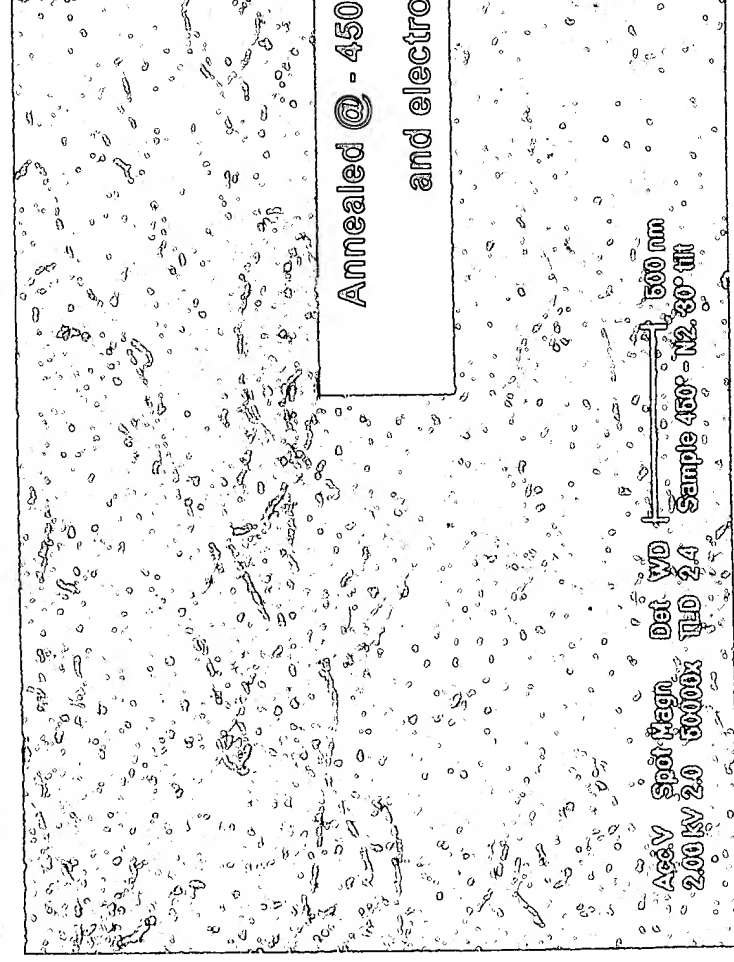 Annealed @ - 450
and electro
Acc.V Spot Magn Det WD 500 nm
2.00 kV 2.0 50000x TLD 2.4 Sample 450° - N2. 30° tilt